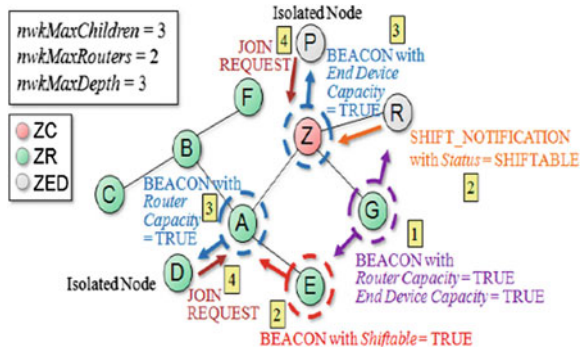 Isolated Node
nwkMaxChildren = 3
nwkMaxRouters = 2
nwkMaxDepth = 3
4
P
3
JOIN
REQUEST
BEACON with
End Device
Capacity
= TRUE
F
ZC
ZR
ZED
Z
R
B
SHIFT_NOTIFICATION
with Status = SHIFTABLE
2
C
BEACON with
Router
Capacity
= TRUE
3
A
G
1
D
Isolated Node
JOIN
REQUEST
4
E
2
BEACON with
Router Capacity = TRUE
End Device Capacity = TRUE
BEACON with Shiftable = TRUE